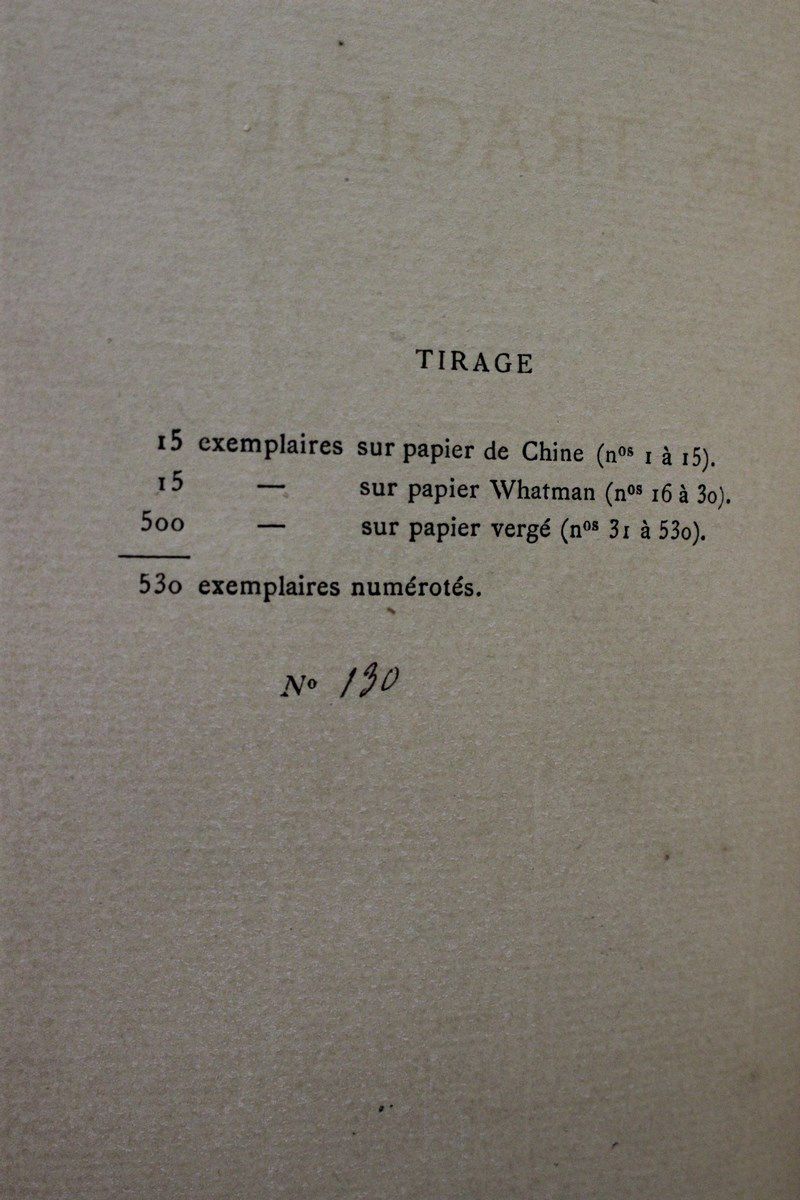 TIRAGE
15 exemplaires sur papier de Chine (nᵒˢ 1 à 15).
15 — sur papier Whatman (nᵒˢ 16 à 30).
500 — sur papier vergé (nᵒˢ 31 à 530).
530 exemplaires numérotés.
Nᵒ 130